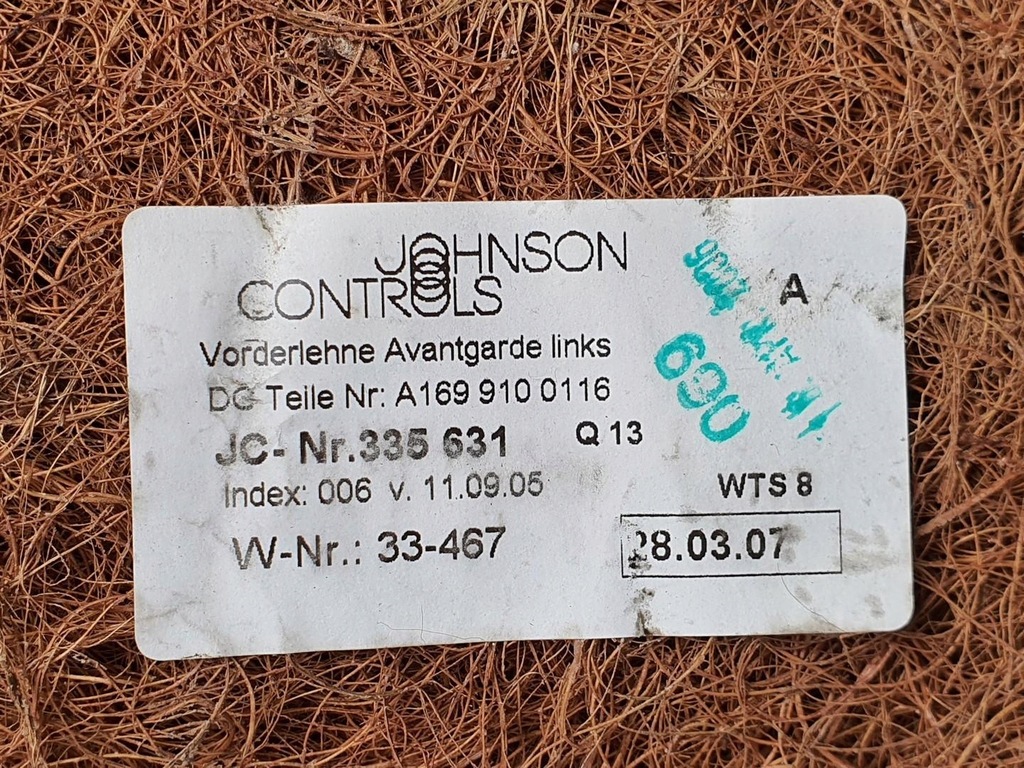 JOHNSON
CONTROLS
A
Vorderlehne Avantgarde links
DC Teile Nr: A169 910 0116
690
JC- Nr.335 631 Q 13
Index: 006 v. 11.09.05
WTS 8
W-Nr.: 33-467
28.03.07